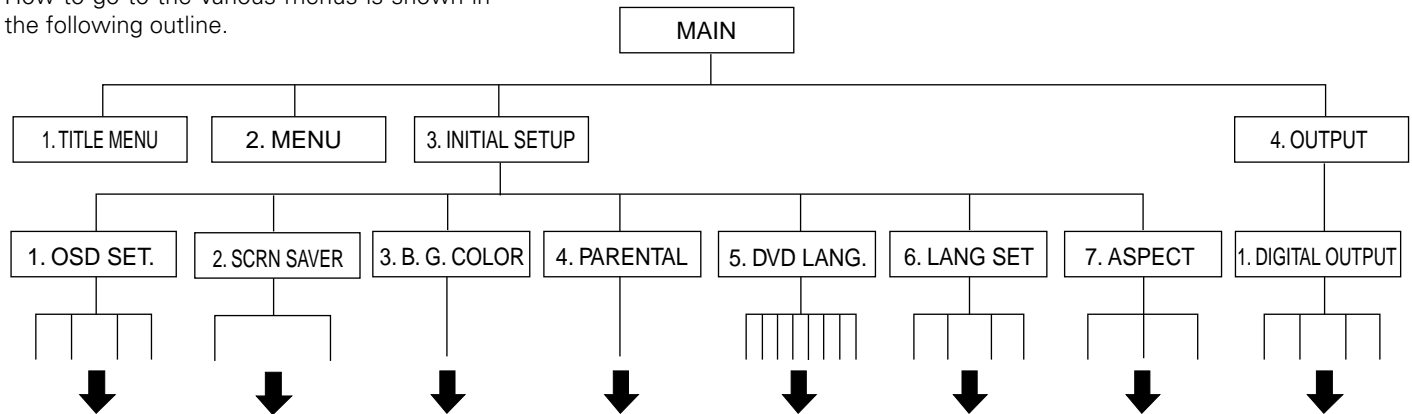 How to go to the various menus is shown in
the following outline.
MAIN
1. TITLE MENU
2. MENU
3. INITIAL SETUP
4. OUTPUT
1. OSD SET.
2. SCRN SAVER
3. B. G. COLOR
4. PARENTAL
5. DVD LANG.
6. LANG SET
7. ASPECT
1. DIGITAL OUTPUT